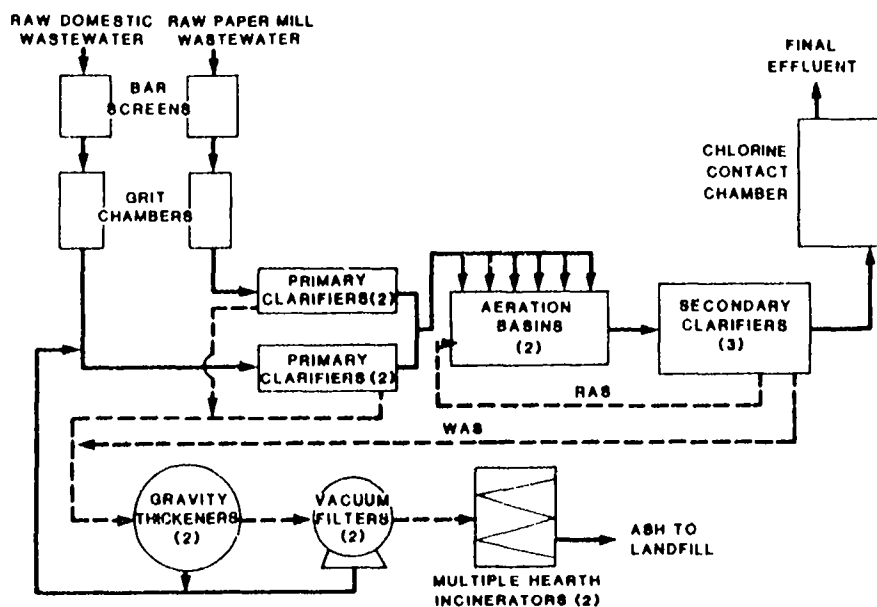 RAW DOMESTIC
WASTEWATER
RAW PAPER MILL
WASTEWATER
BAR
SCREENS
GRIT
CHAMBERS
PRIMARY
CLARIFIERS(2)
PRIMARY
CLARIFIERS(2)
AERATION
BASINS
(2)
SECONDARY
CLARIFIERS
(3)
CHLORINE
CONTACT
CHAMBER
FINAL
EFFLUENT
RAS
WAS
GRAVITY
THICKENERS
(2)
VACUUM
FILTERS
(2)
MULTIPLE HEARTH
INCINERATORS (2)
ASH TO
LANDFILL